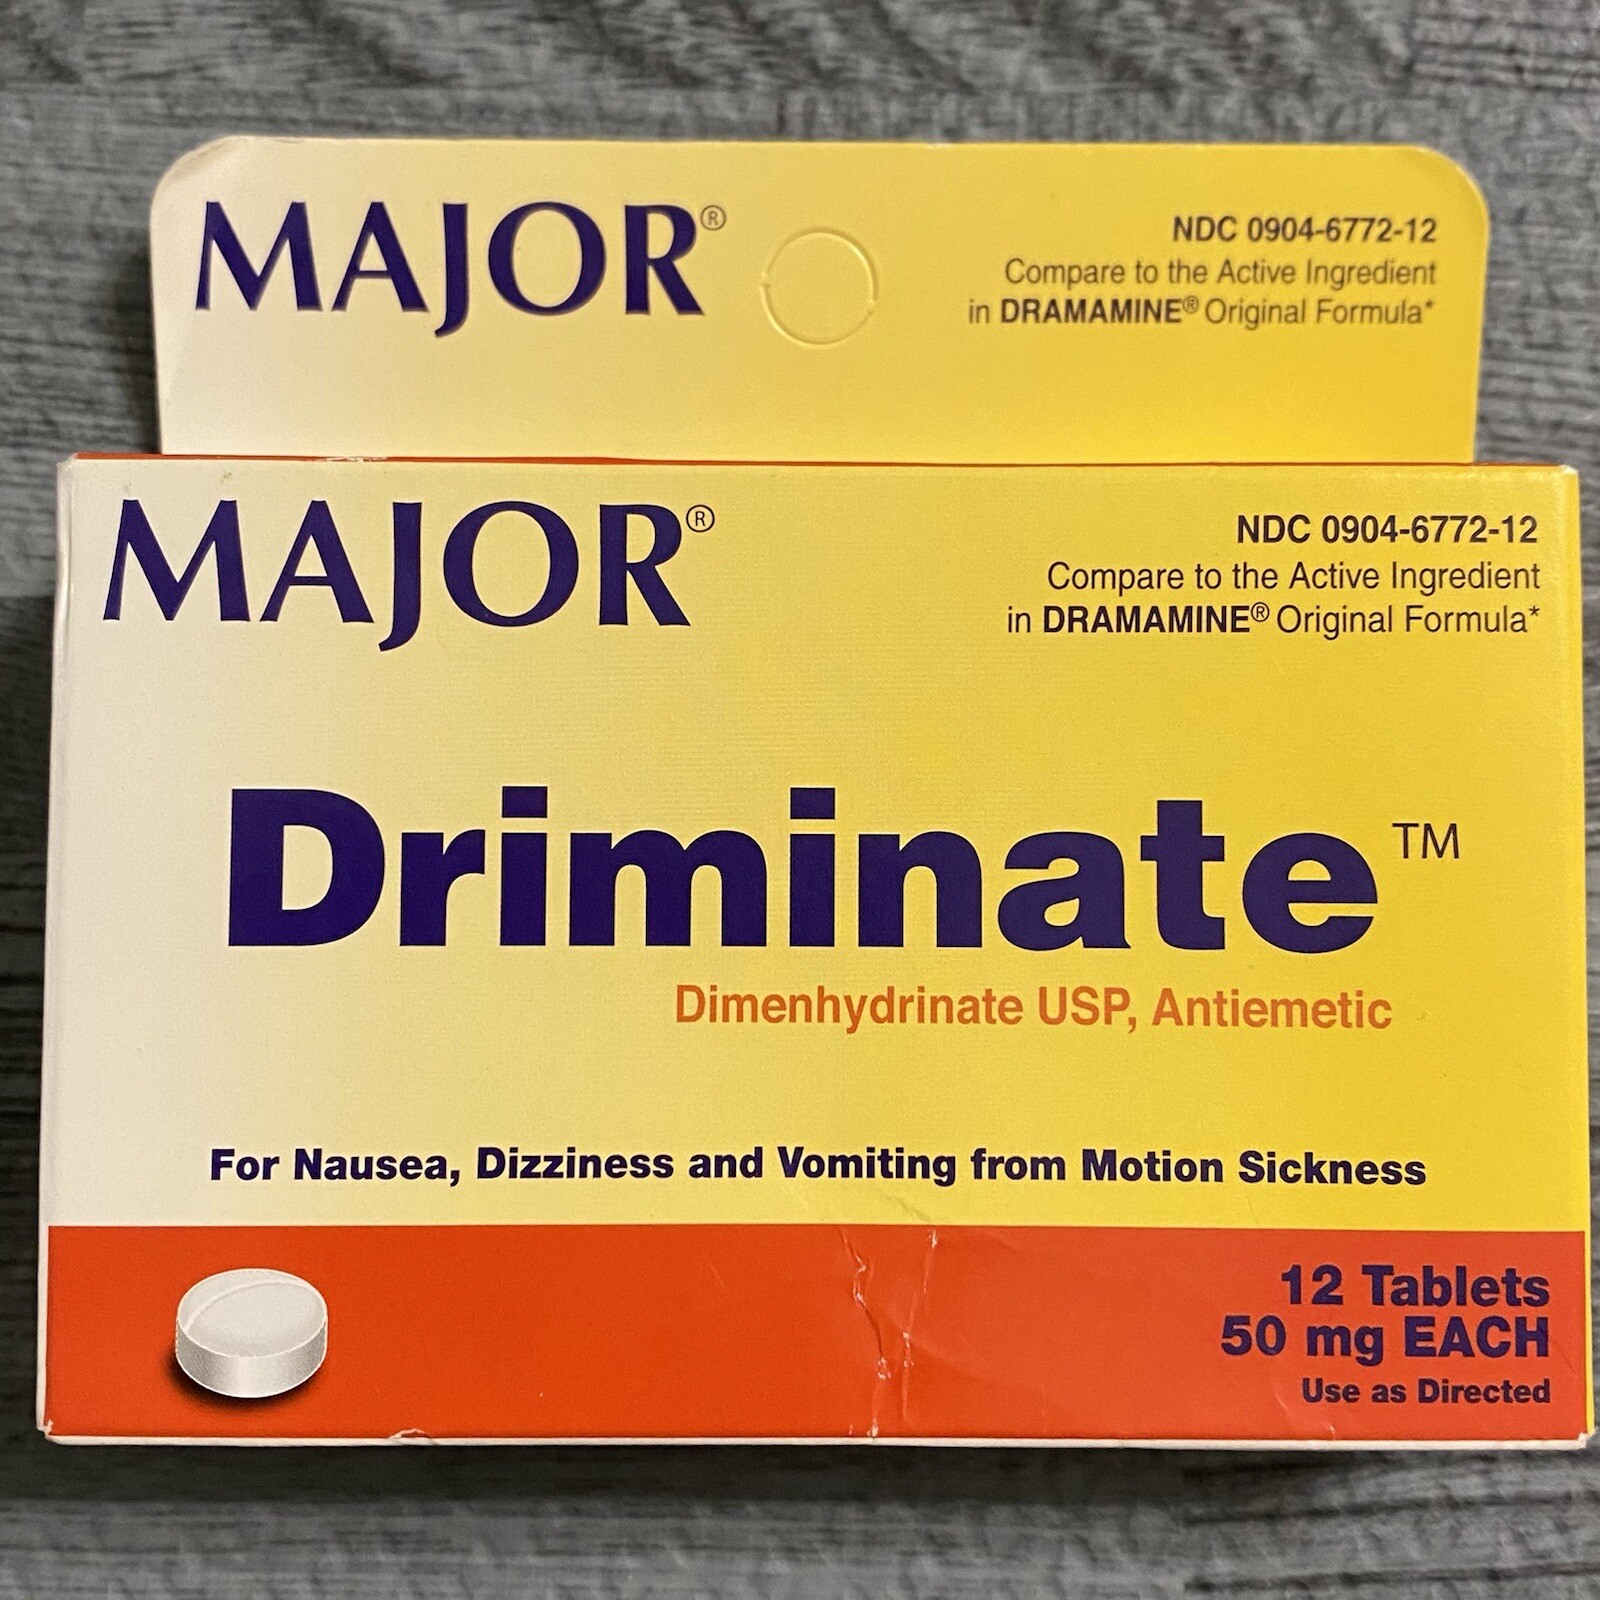 MAJOR®
NDC 0904-6772-12
Compare to the Active Ingredient
in DRAMAMINE® Original Formula*
MAJOR®
NDC 0904-6772-12
Compare to the Active Ingredient
in DRAMAMINE® Original Formula*
Driminate™
Dimenhydrinate USP, Antiemetic
For Nausea, Dizziness and Vomiting from Motion Sickness
12 Tablets
50 mg EACH
Use as Directed